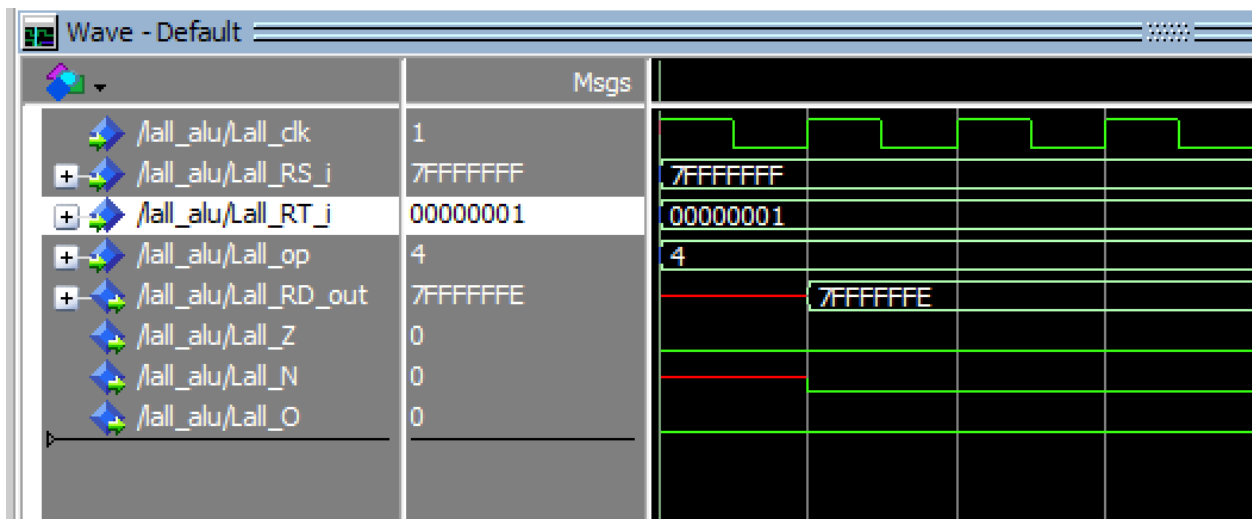 Wave - Default
Msgs
/lall_alu/Lall_clk 1
/lall_alu/Lall_RS_i 7FFFFFFF 7FFFFFFF
/lall_alu/Lall_RT_i 00000001 00000001
/lall_alu/Lall_op 4 4
/lall_alu/Lall_RD_out 7FFFFFFE 7FFFFFFE
/lall_alu/Lall_Z 0
/lall_alu/Lall_N 0
/lall_alu/Lall_O 0